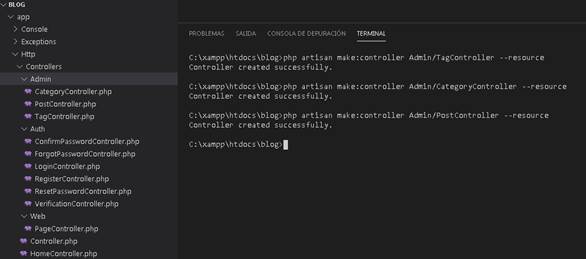 BLOG
app
Console
Exceptions
Http
Controllers
Admin
CategoryController.php
PostController.php
TagController.php
Auth
ConfirmPasswordController.php
ForgotPasswordController.php
LoginController.php
RegisterController.php
ResetPasswordController.php
VerificationController.php
Web
PageController.php
Controller.php
HomeController.php
PROBLEMAS SALIDA CONSOLA DE DEPURACIÓN TERMINAL
C:\xampp\htdocs\blog>php artisan make:controller Admin/TagController --resource
Controller created successfully.
C:\xampp\htdocs\blog>php artisan make:controller Admin/CategoryController --resource
Controller created successfully.
C:\xampp\htdocs\blog>php artisan make:controller Admin/PostController --resource
Controller created successfully.
C:\xampp\htdocs\blog>